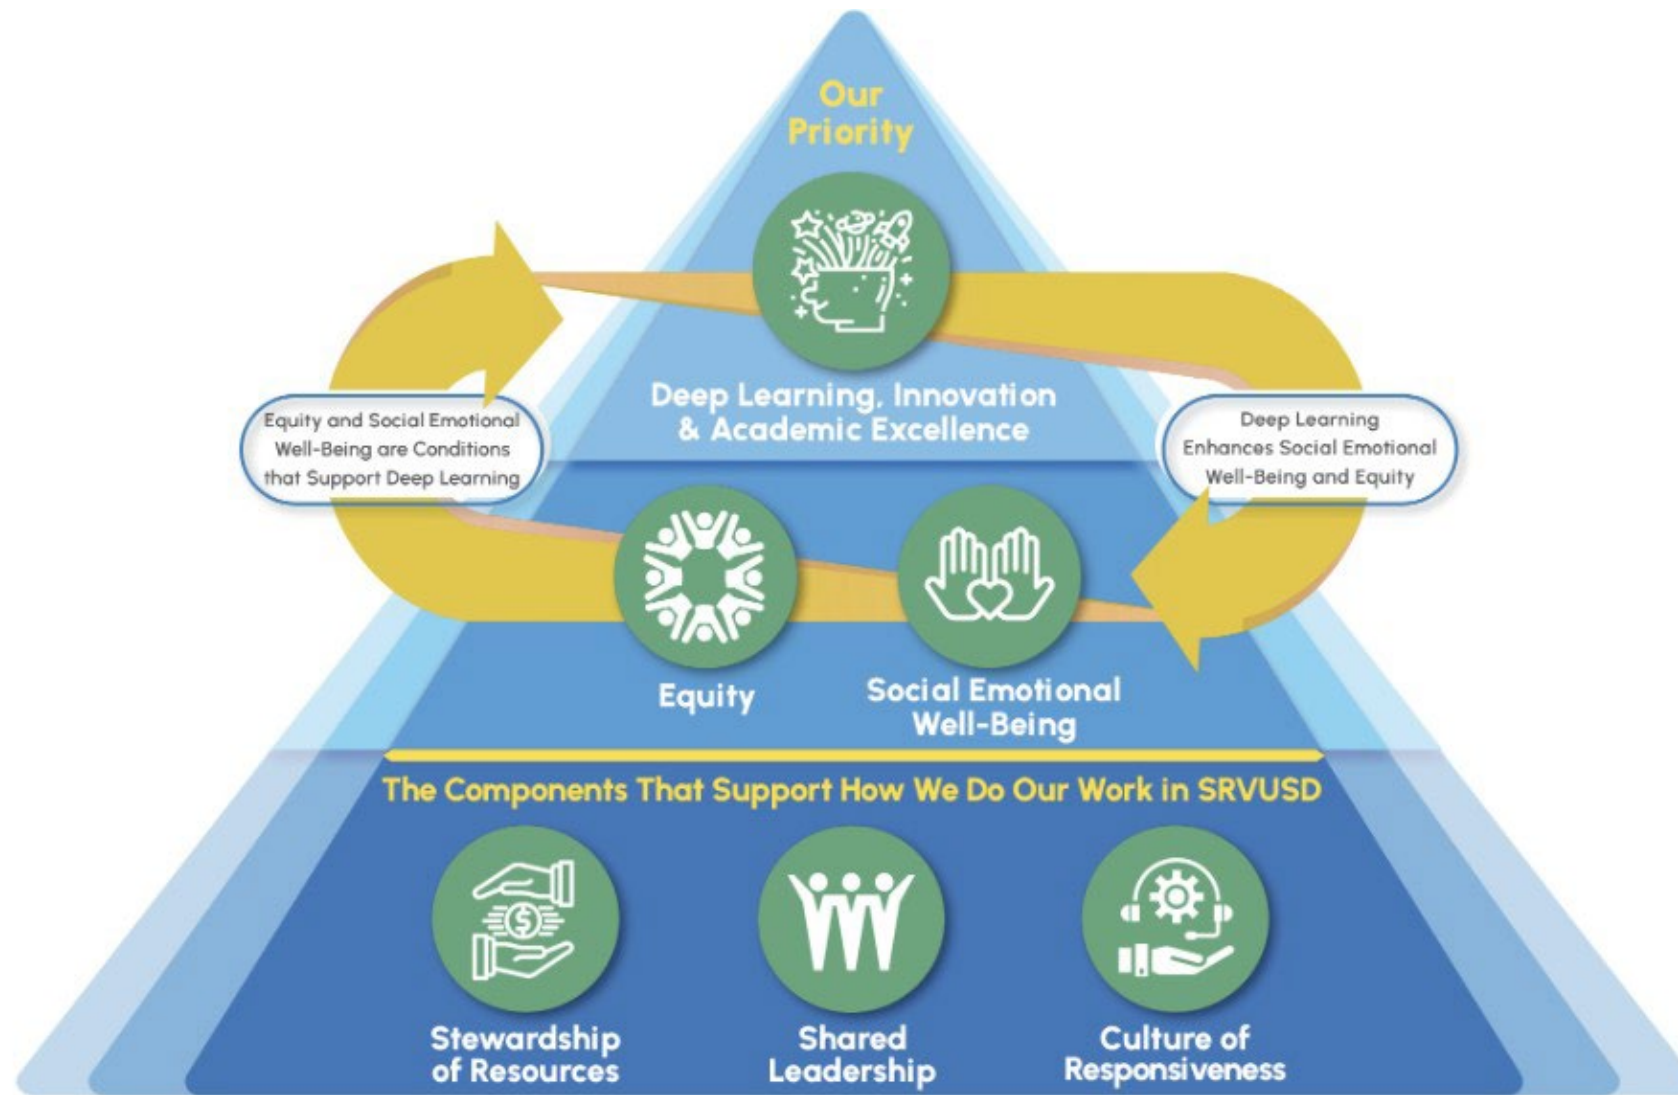 Our
Priority
Deep Learning, Innovation
& Academic Excellence
Equity and Social Emotional
Well-Being are Conditions
that Support Deep Learning
Deep Learning
Enhances Social Emotional
Well-Being and Equity
Equity
Social Emotional
Well-Being
The Components That Support How We Do Our Work in SRVUSD
$
Stewardship
of Resources
Shared
Leadership
Culture of
Responsiveness